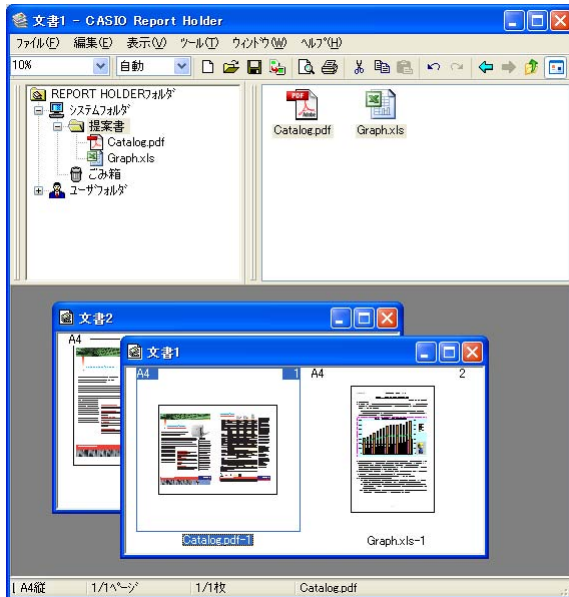 文書1 - CASIO Report Holder
ファイル(F) 編集(E) 表示(V) ツール(T) ウィンドウ(W) ヘルプ(H)
10% 自動
REPORT HOLDERフォルダ
システムフォルダ
提案書
Catalog.pdf
Graph.xls
ごみ箱
ユーザフォルダ
PDF
Adobe
Catalog.pdf Graph.xls
文書2
A4
文書1
A4 1 A4 2
Catalog.pdf-1 Graph.xls-1
A4縦 1/1ページ 1/1枚 Catalog.pdf